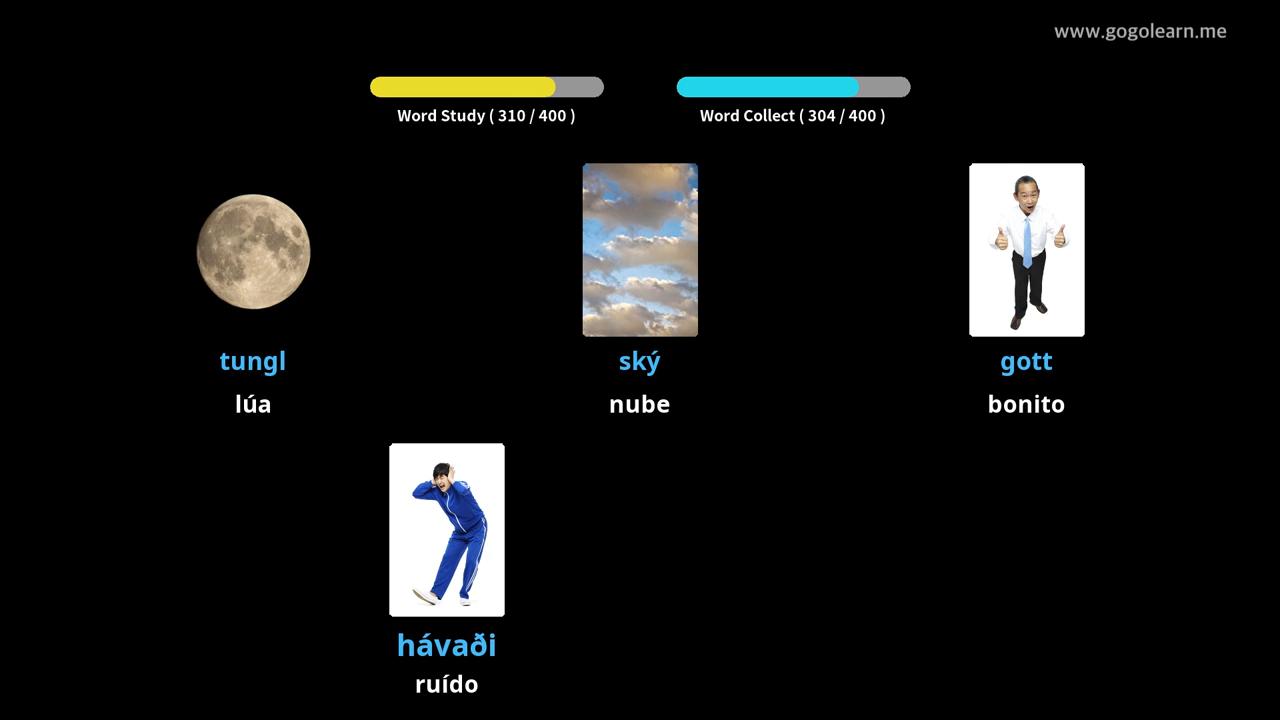 www.gogolearn.me
Word Study ( 310 / 400 )
Word Collect ( 304 / 400 )
tungl
lúa
ský
nube
gott
bonito
hávaði
ruído